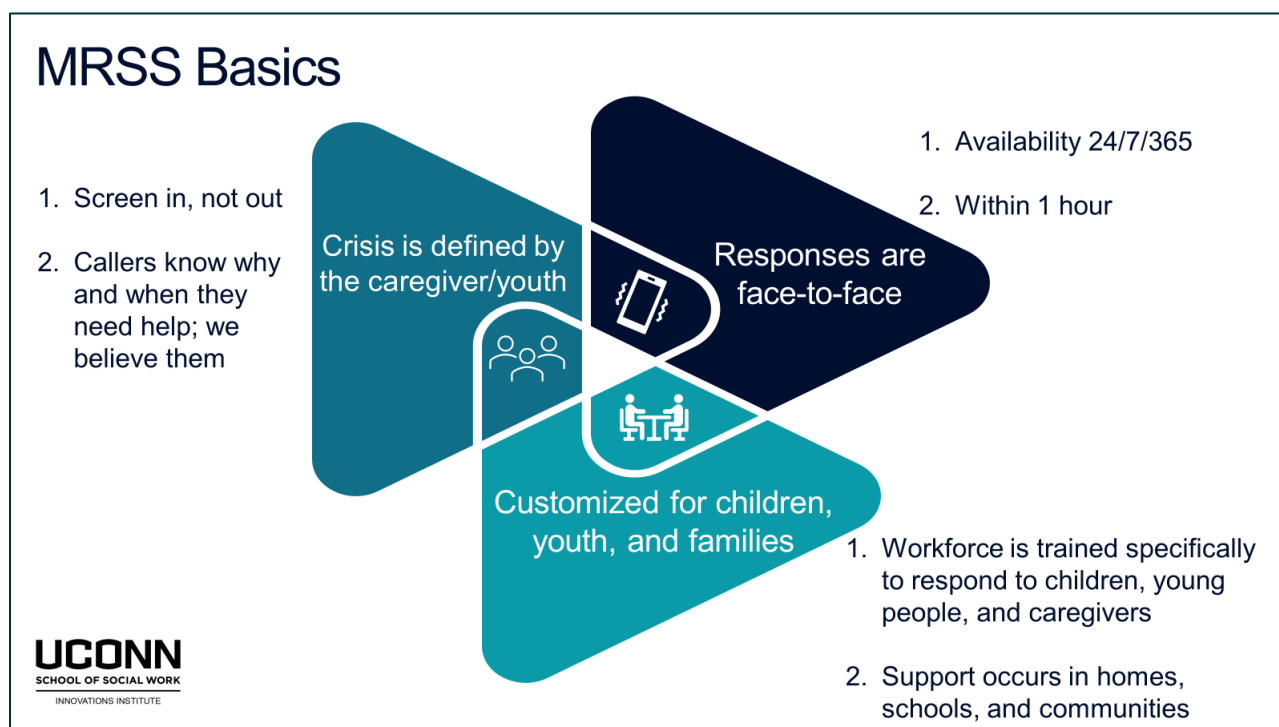 MRSS Basics
1. Screen in, not out
2. Callers know why
and when they
need help; we
believe them
Crisis is defined by
the caregiver/youth
Responses are
face-to-face
1. Availability 24/7/365
2. Within 1 hour
Customized for children,
youth, and families
1. Workforce is trained specifically
to respond to children, young
people, and caregivers
2. Support occurs in homes,
schools, and communities
UCONN
SCHOOL OF SOCIAL WORK
INNOVATIONS INSTITUTE